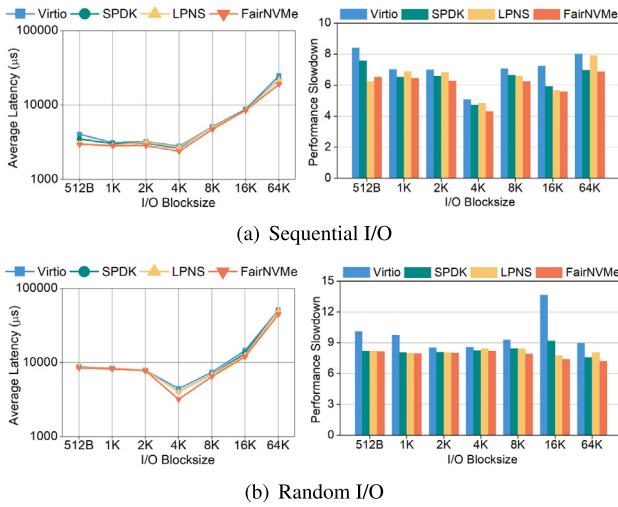 Virtio SPDK LPNS FairNVMe
100000
10000
1000
Average Latency (μs)
512B 1K 2K 4K 8K 16K 64K
I/O Blocksize
Virtio SPDK LPNS FairNVMe
10
8
6
4
2
0
Performance Slowdown
512B 1K 2K 4K 8K 16K 64K
I/O Blocksize
(a) Sequential I/O
Virtio SPDK LPNS FairNVMe
100000
10000
1000
Average Latency (μs)
512B 1K 2K 4K 8K 16K 64K
I/O Blocksize
Virtio SPDK LPNS FairNVMe
15
12
9
6
3
0
Performance Slowdown
512B 1K 2K 4K 8K 16K 64K
I/O Blocksize
(b) Random I/O